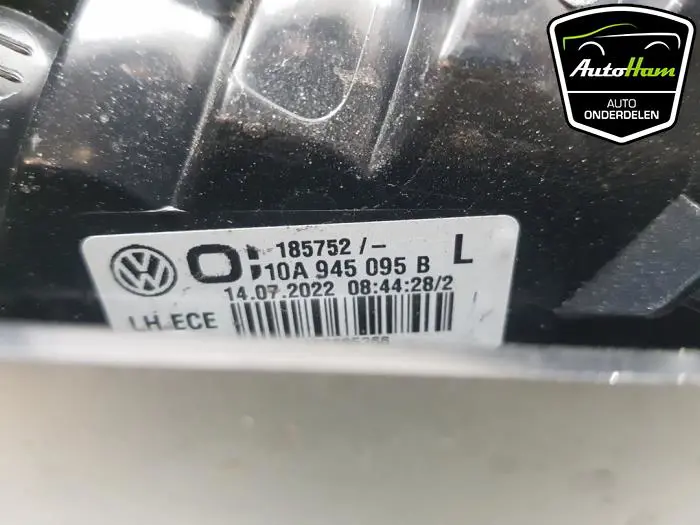 AutoHam
AUTO
ONDERDELEN
185752 / -
10A 945 095 B
L
14.07.2022 08:44:28/2
LH ECE